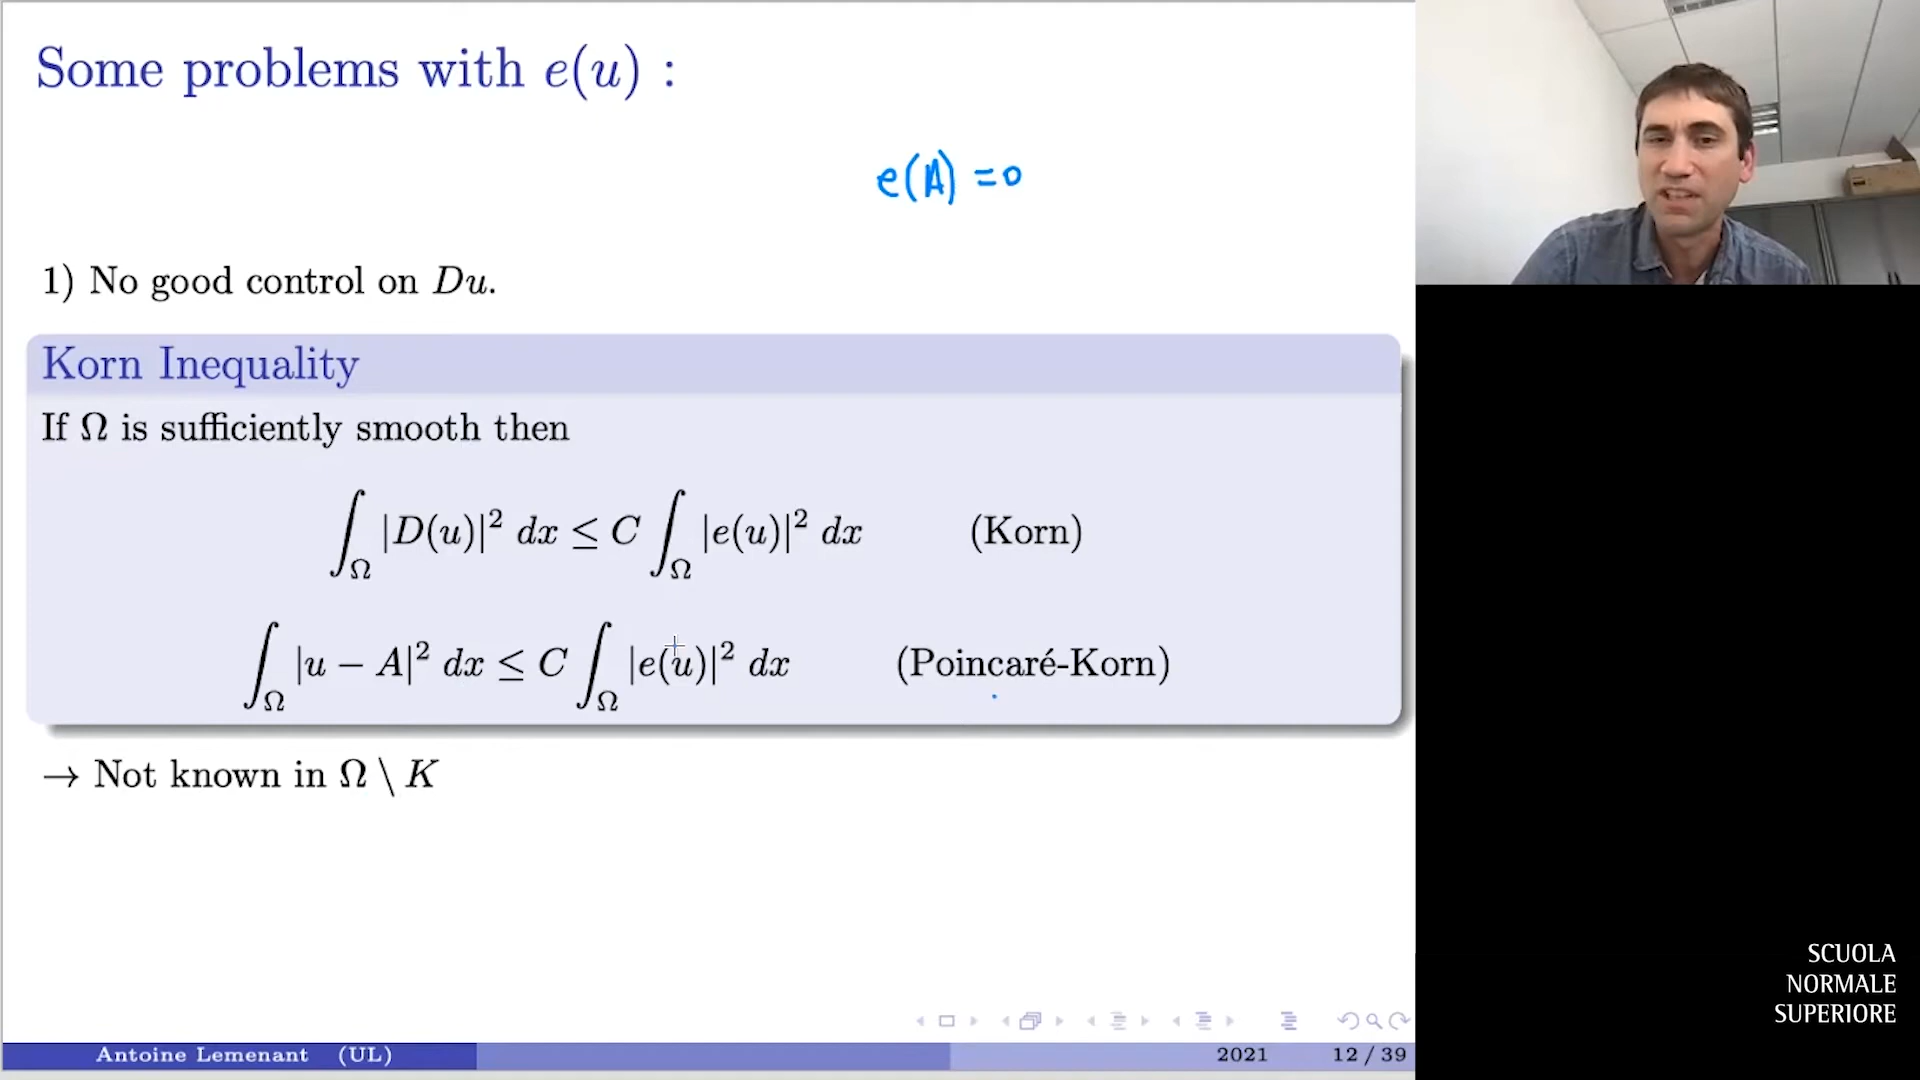 Some problems with e(u) :
e(A) = 0
1) No good control on Du.
Korn Inequality
If Ω is sufficiently smooth then
∫_Ω |D(u)|² dx ≤ C ∫_Ω |e(u)|² dx (Korn)
∫_Ω |u − A|² dx ≤ C ∫_Ω |e(u)|² dx (Poincaré-Korn)
→ Not known in Ω \ K
Antoine Lemenant (UL) 2021 12 / 39
SCUOLA
NORMALE
SUPERIORE